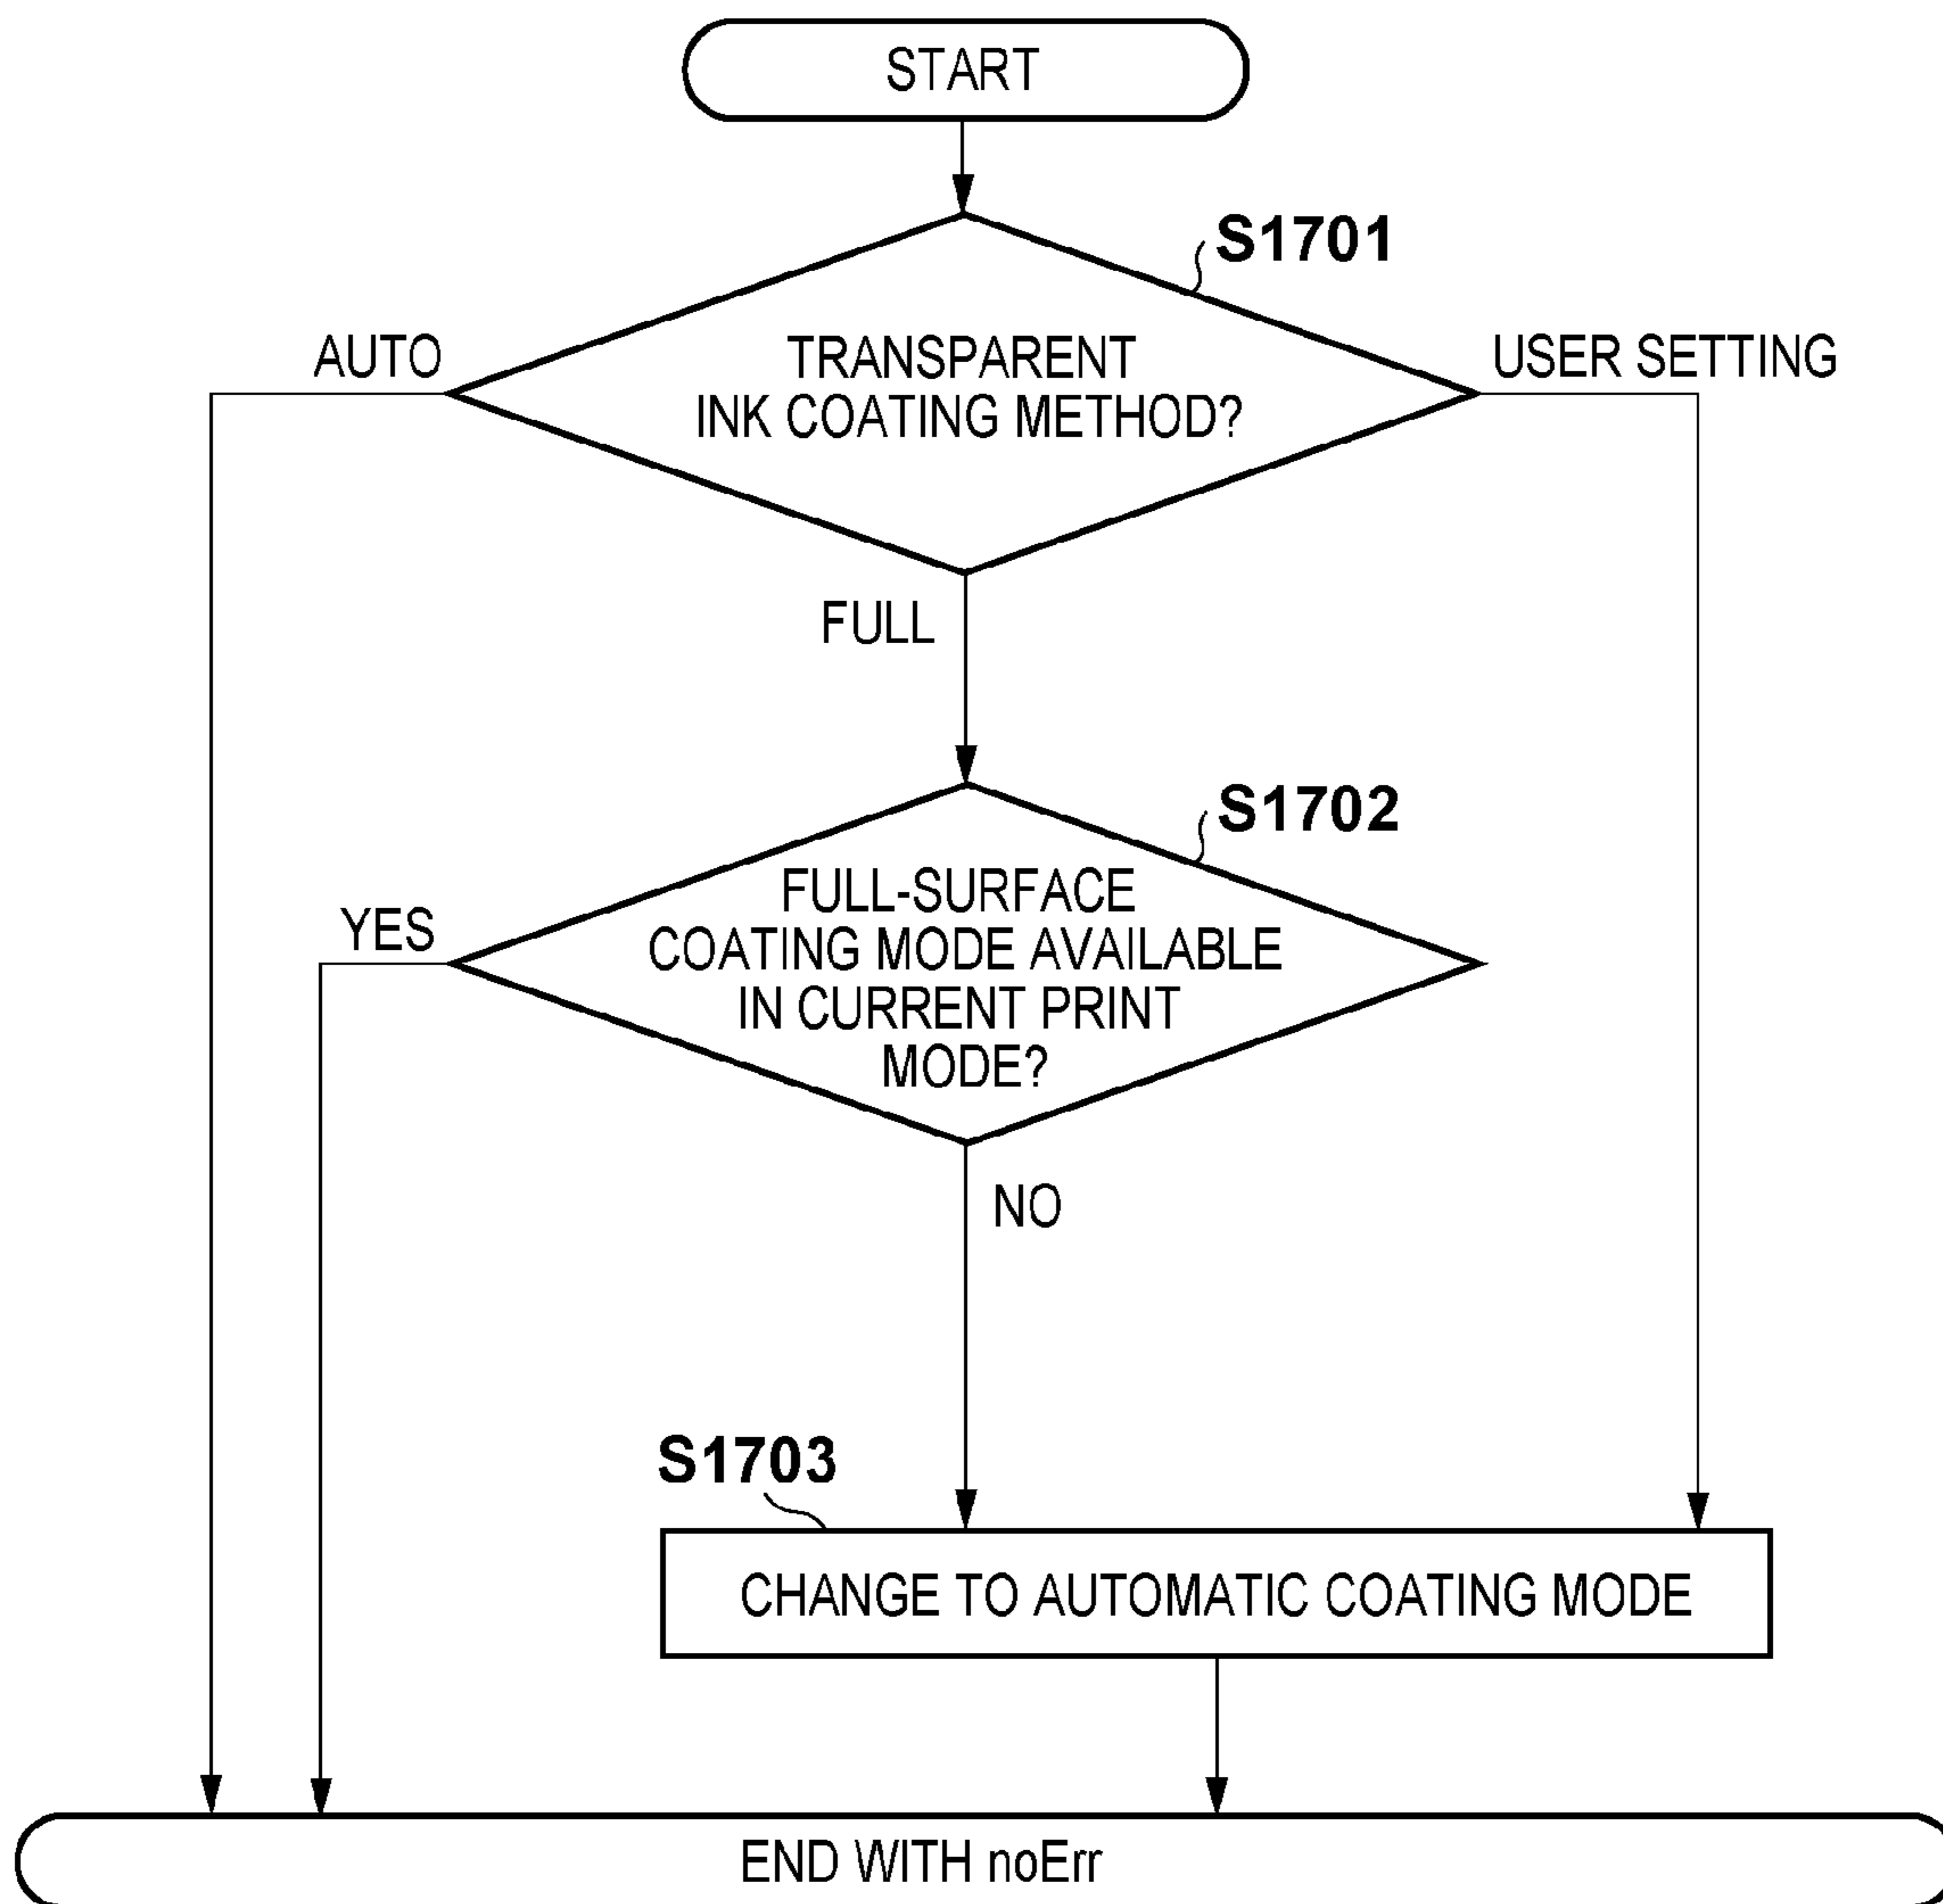 START
S1701
AUTO
TRANSPARENT
INK COATING METHOD?
USER SETTING
FULL
S1702
FULL-SURFACE
COATING MODE AVAILABLE
IN CURRENT PRINT
MODE?
YES
NO
S1703
CHANGE TO AUTOMATIC COATING MODE
END WITH noErr